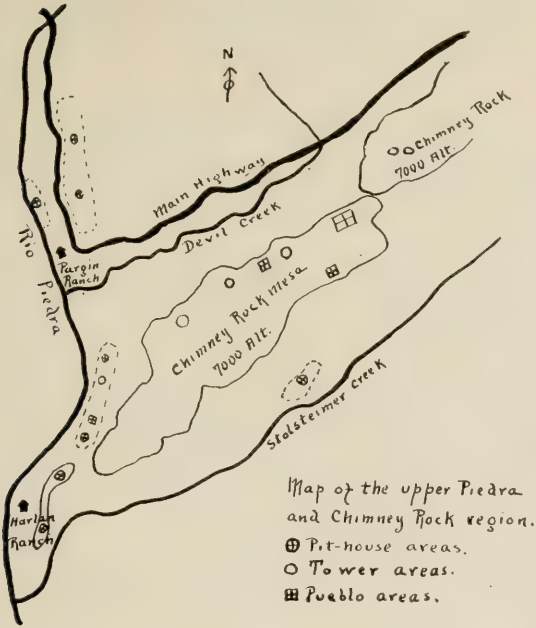 N
Chimney Rock
7000 Alt.
Main Highway
Devil Creek
Rio Piedra
Pargin
Ranch
Chimney Rock mesa
7000 Alt.
Stolsteimer Creek
Harlan
Ranch
Map of the upper Piedra
and Chimney Rock region.
Pit-house areas.
Tower areas.
Pueblo areas.